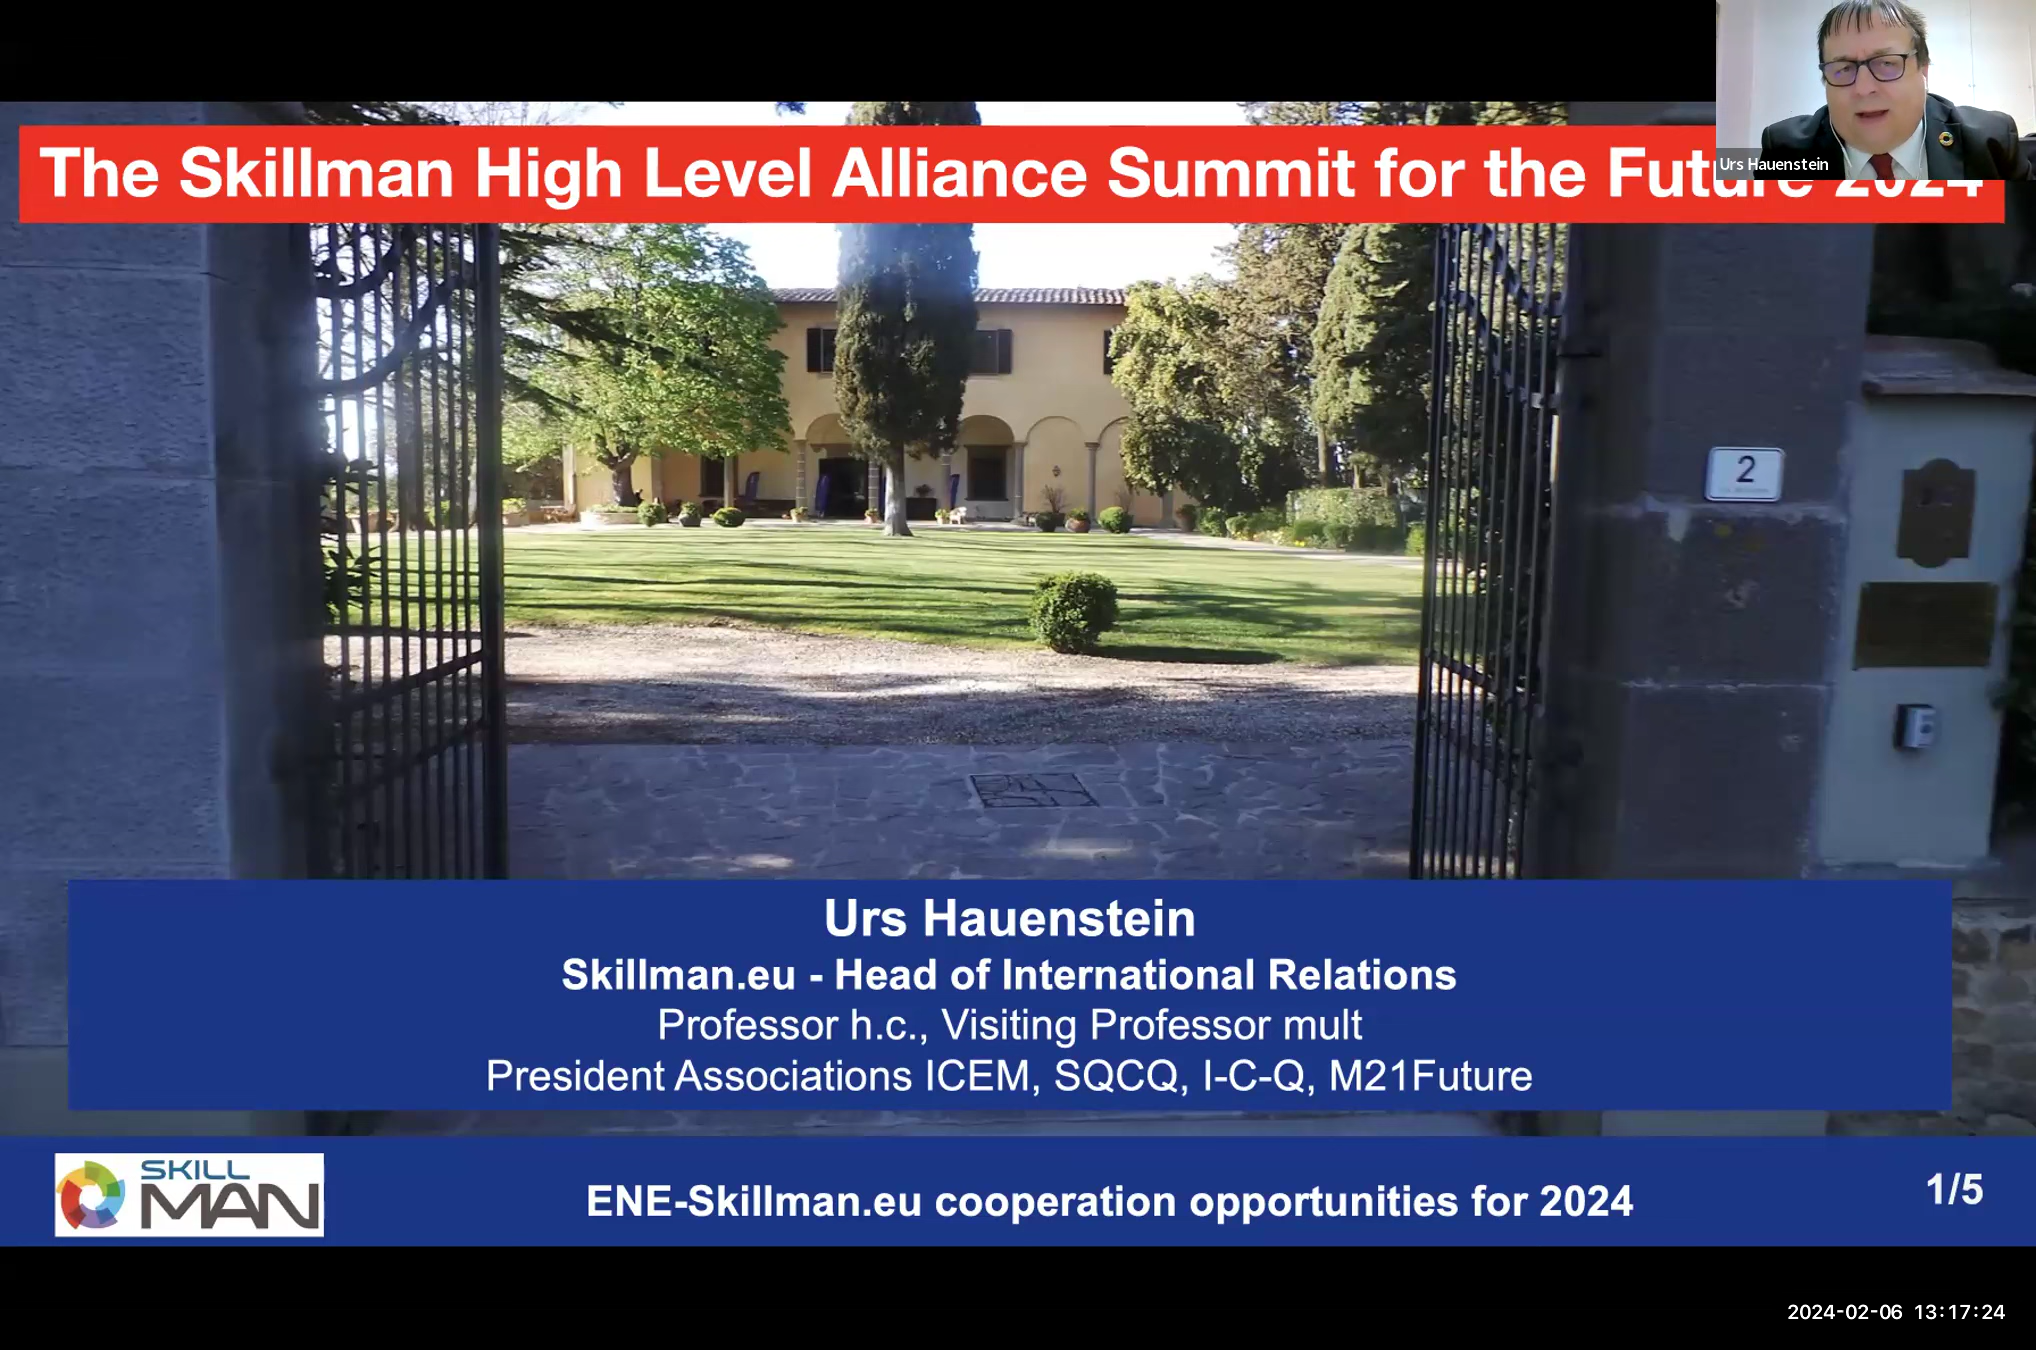 The Skillman High Level Alliance Summit for the Future 2024
Urs Hauenstein
2
Urs Hauenstein
Skillman.eu - Head of International Relations
Professor h.c., Visiting Professor mult
President Associations ICEM, SQCQ, I-C-Q, M21Future
SKILL
MAN
ENE-Skillman.eu cooperation opportunities for 2024
1/5
2024-02-06 13:17:24